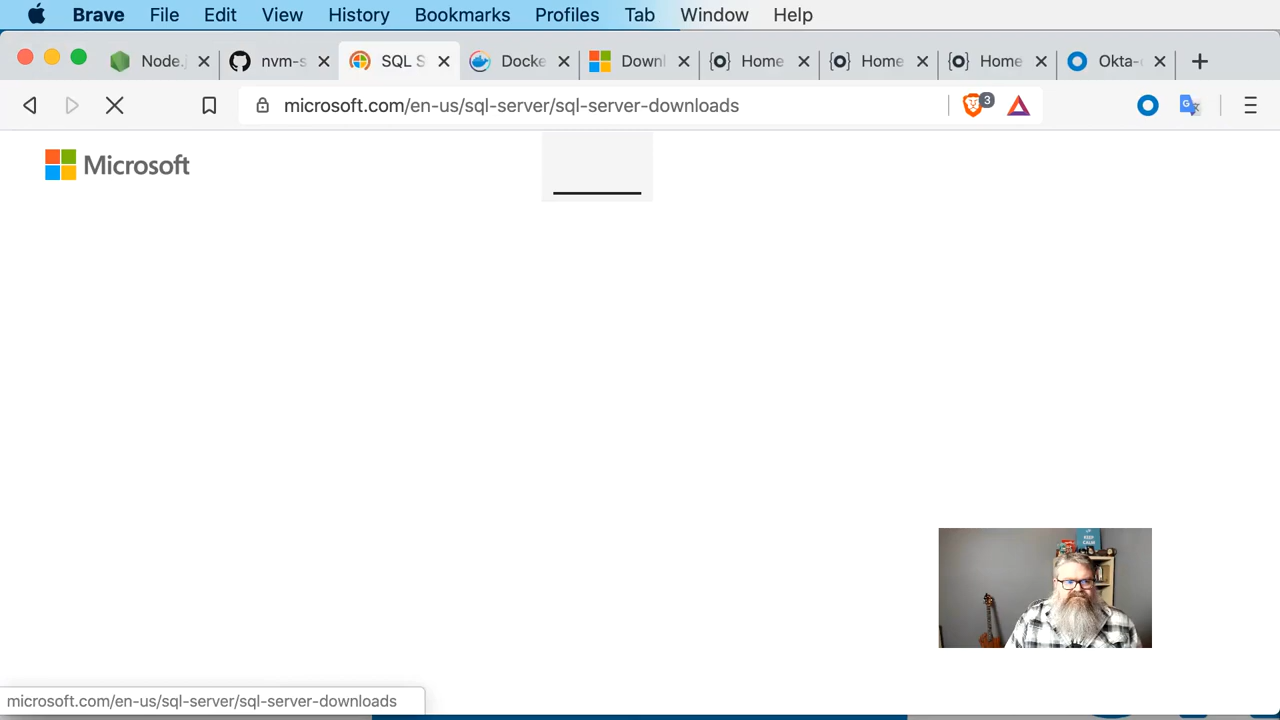 Brave File Edit View History Bookmarks Profiles Tab Window Help
Node.j nvm-s SQL S Docke Downl Home Home Home Okta-
microsoft.com/en-us/sql-server/sql-server-downloads 3
Microsoft
KEEP
CALM
microsoft.com/en-us/sql-server/sql-server-downloads